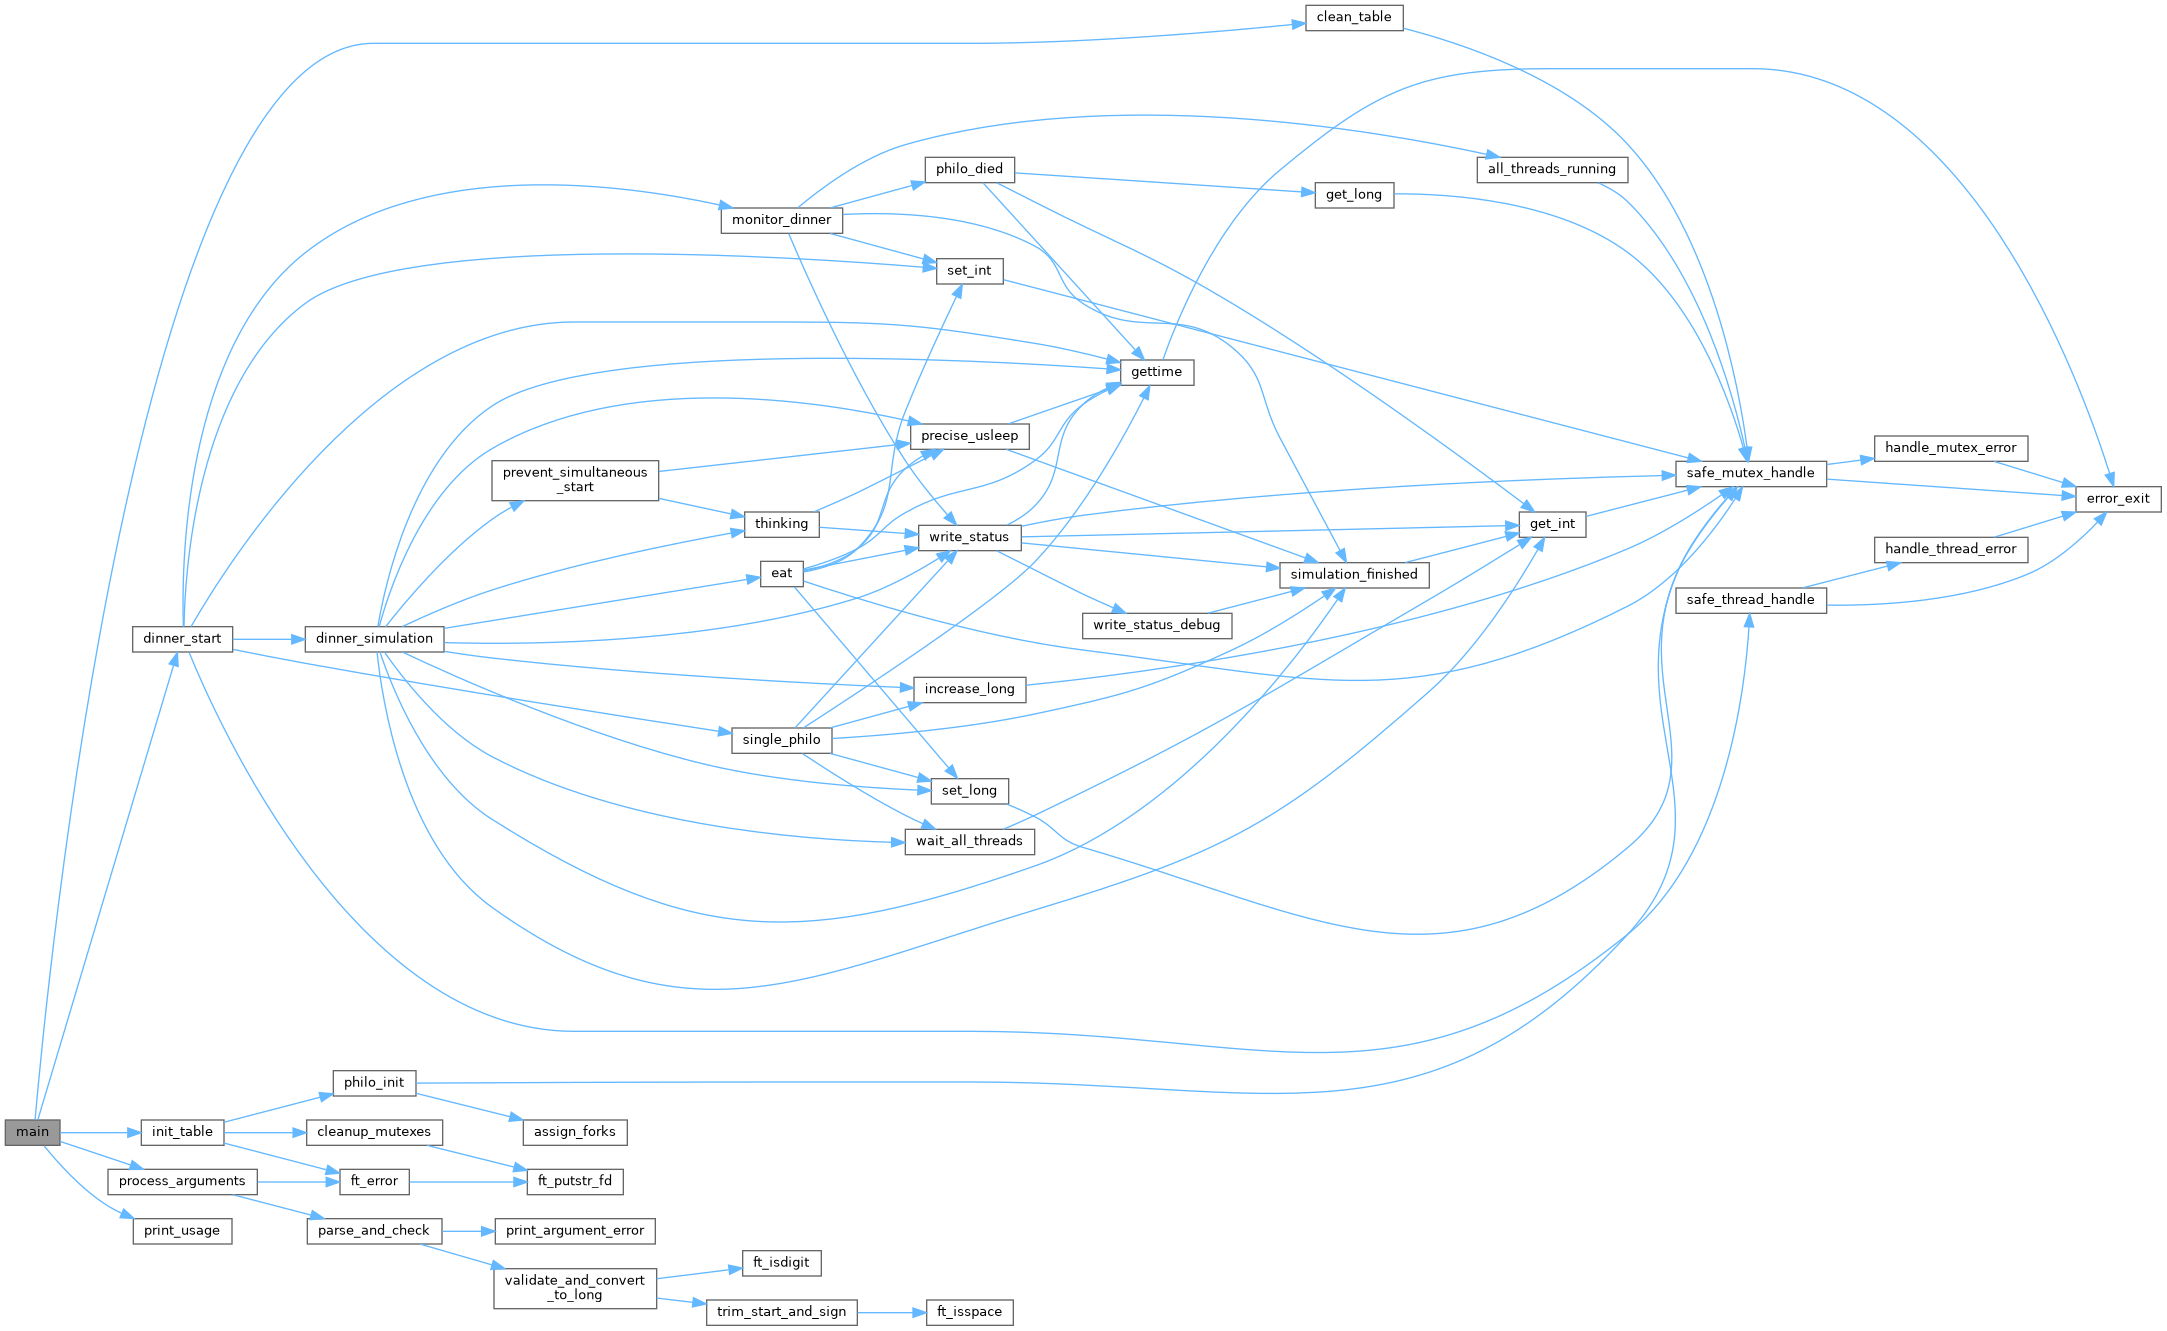 clean_table
philo_died
all_threads_running
get_long
monitor_dinner
set_int
gettime
precise_usleep
handle_mutex_error
prevent_simultaneous
_start
safe_mutex_handle
error_exit
thinking
get_int
write_status
handle_thread_error
eat
simulation_finished
safe_thread_handle
write_status_debug
dinner_start
dinner_simulation
increase_long
single_philo
set_long
wait_all_threads
philo_init
main
init_table
cleanup_mutexes
assign_forks
process_arguments
ft_error
ft_putstr_fd
print_usage
parse_and_check
print_argument_error
ft_isdigit
validate_and_convert
_to_long
trim_start_and_sign
ft_isspace